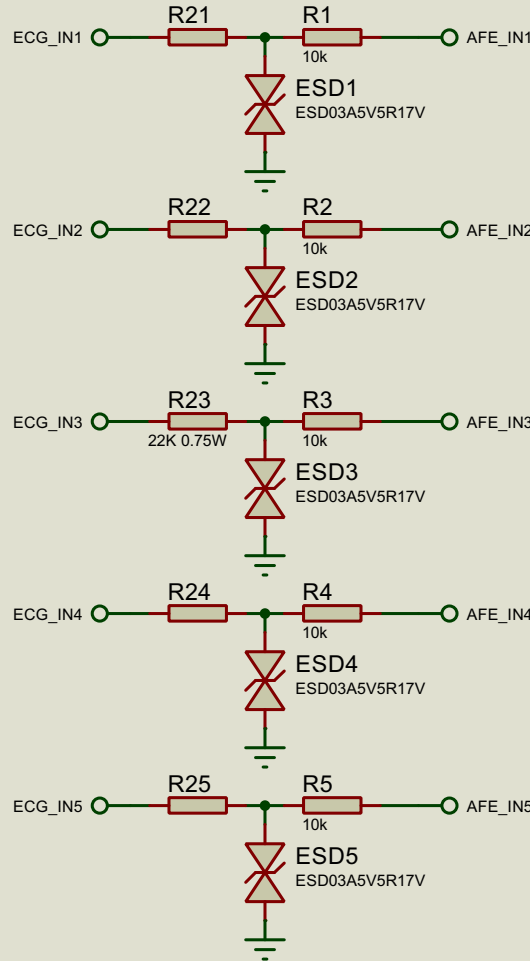 R21 R1
ECG_IN1 AFE_IN1
10k
ESD1
ESD03A5V5R17V
R22 R2
ECG_IN2 AFE_IN2
10k
ESD2
ESD03A5V5R17V
R23 R3
ECG_IN3 AFE_IN3
22K 0.75W 10k
ESD3
ESD03A5V5R17V
R24 R4
ECG_IN4 AFE_IN4
10k
ESD4
ESD03A5V5R17V
R25 R5
ECG_IN5 AFE_IN5
10k
ESD5
ESD03A5V5R17V